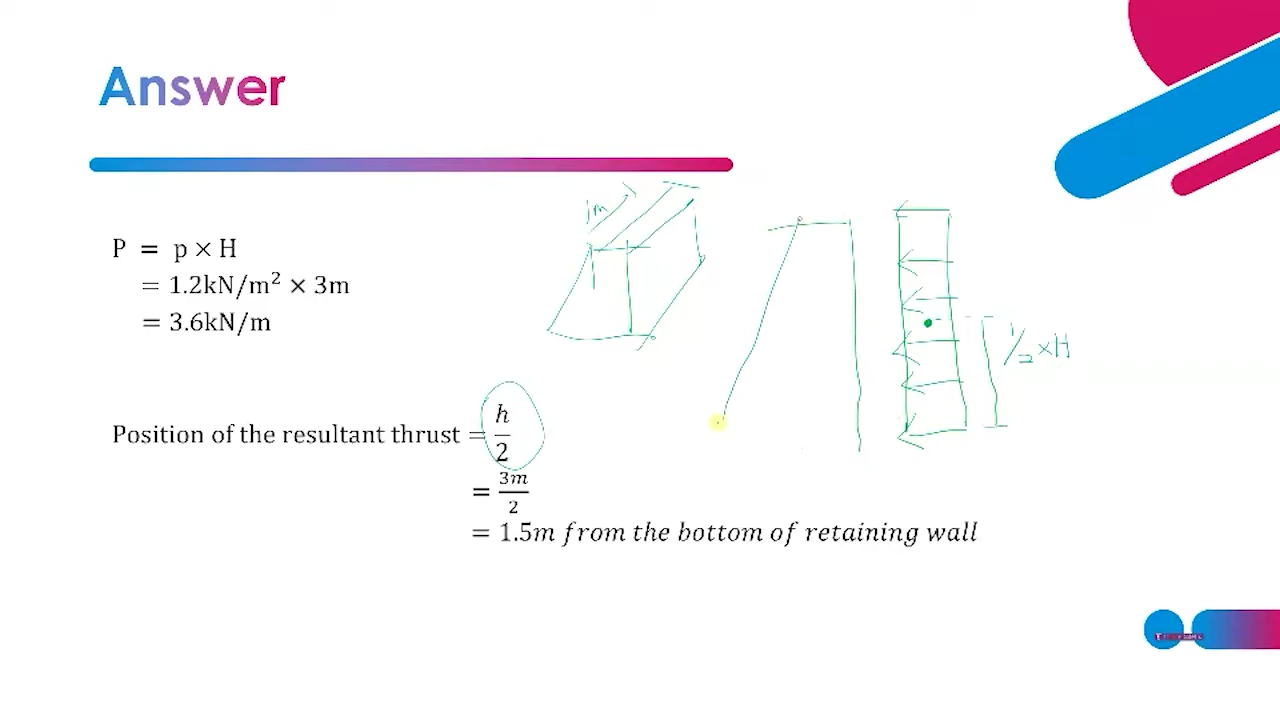 Answer
1m
P = p × H
= 1.2kN/m² × 3m
= 3.6kN/m
1/2 × H
Position of the resultant thrust = h/2
= 3m/2
= 1.5m from the bottom of retaining wall